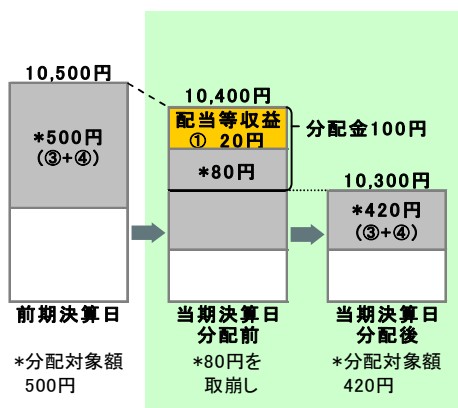 10,500円
*500円
(③+④)
前期決算日
*分配対象額
500円
10,400円
配当等収益
① 20円
*80円
分配金100円
当期決算日
分配前
*80円を
取崩し
10,300円
*420円
(③+④)
当期決算日
分配後
*分配対象額
420円